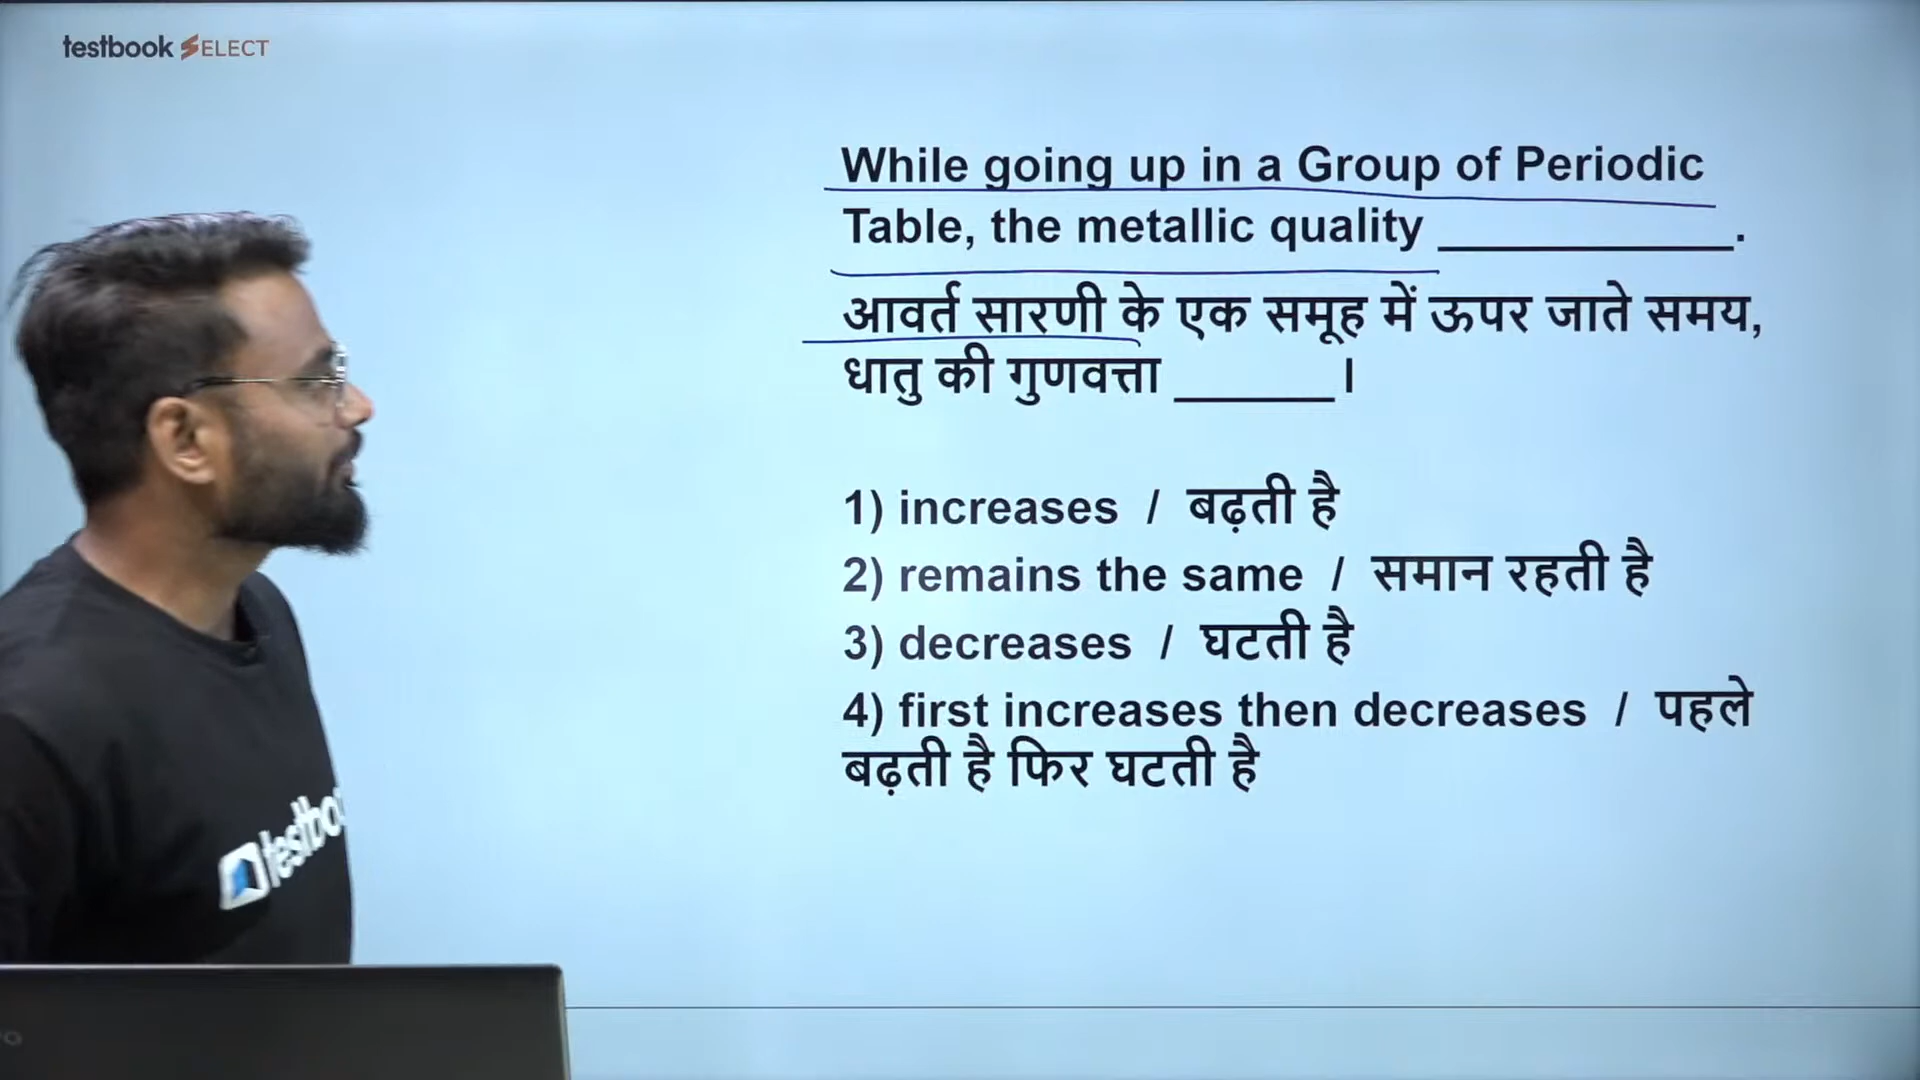 testbook SELECT
While going up in a Group of Periodic
Table, the metallic quality ____________.
आवर्त सारणी के एक समूह में ऊपर जाते समय,
धातु की गुणवत्ता ______।
1) increases / बढ़ती है
2) remains the same / समान रहती है
3) decreases / घटती है
4) first increases then decreases / पहले
बढ़ती है फिर घटती है
testbo